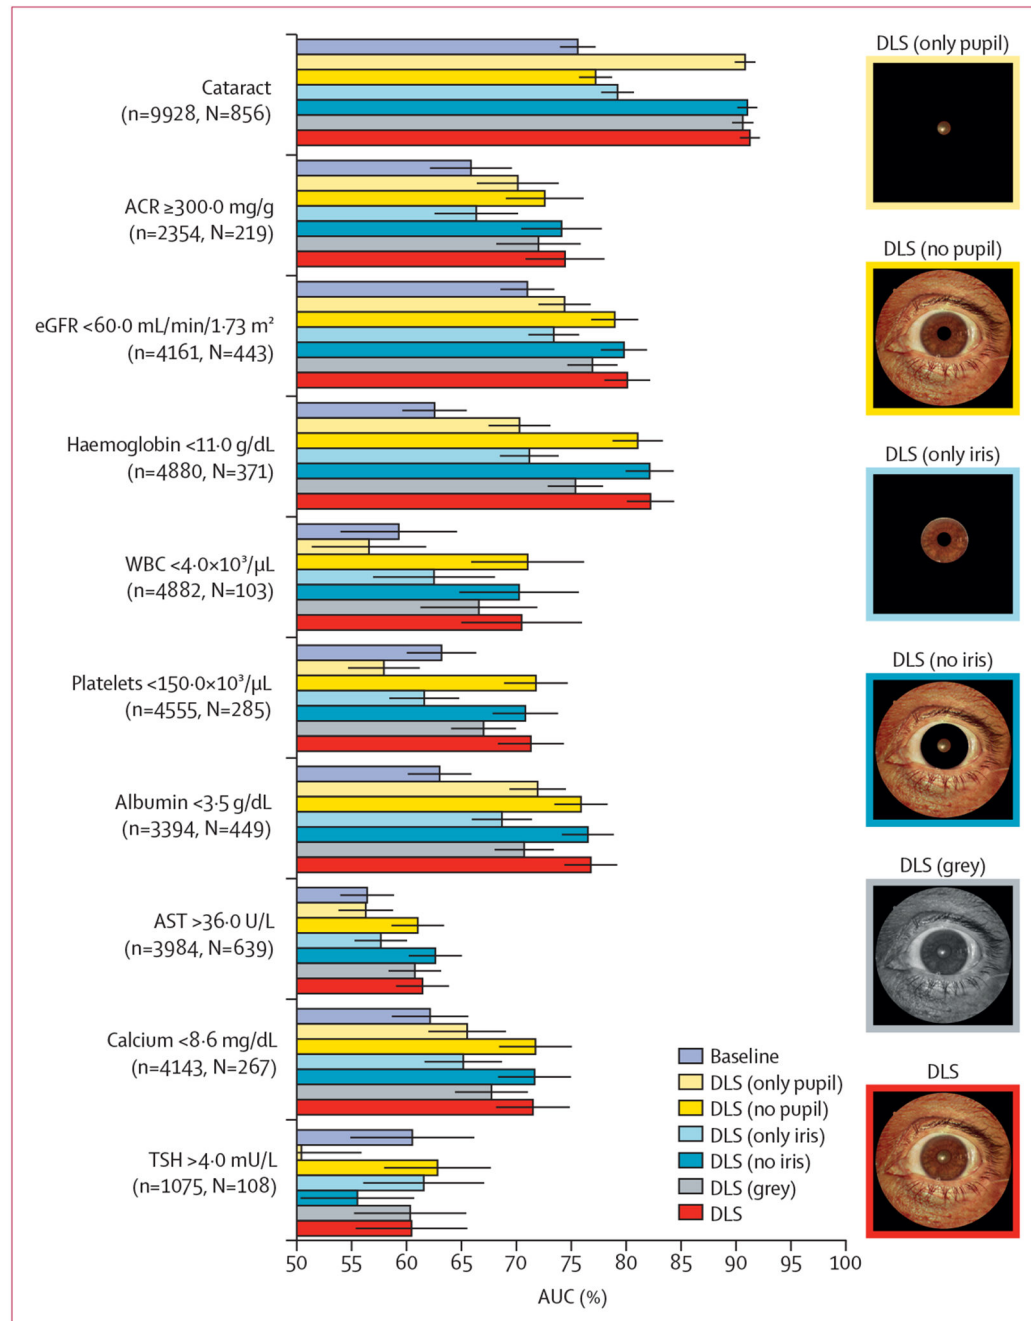 Cataract
(n=9928, N=856)
ACR ≥300·0 mg/g
(n=2354, N=219)
eGFR <60·0 mL/min/1·73 m²
(n=4161, N=443)
Haemoglobin <11·0 g/dL
(n=4880, N=371)
WBC <4·0×10³/μL
(n=4882, N=103)
Platelets <150·0×10³/μL
(n=4555, N=285)
Albumin <3·5 g/dL
(n=3394, N=449)
AST >36·0 U/L
(n=3984, N=639)
Calcium <8·6 mg/dL
(n=4143, N=267)
TSH >4·0 mU/L
(n=1075, N=108)
50 55 60 65 70 75 80 85 90 95 100
AUC (%)
Baseline
DLS (only pupil)
DLS (no pupil)
DLS (only iris)
DLS (no iris)
DLS (grey)
DLS
DLS (only pupil)
DLS (no pupil)
DLS (only iris)
DLS (no iris)
DLS (grey)
DLS